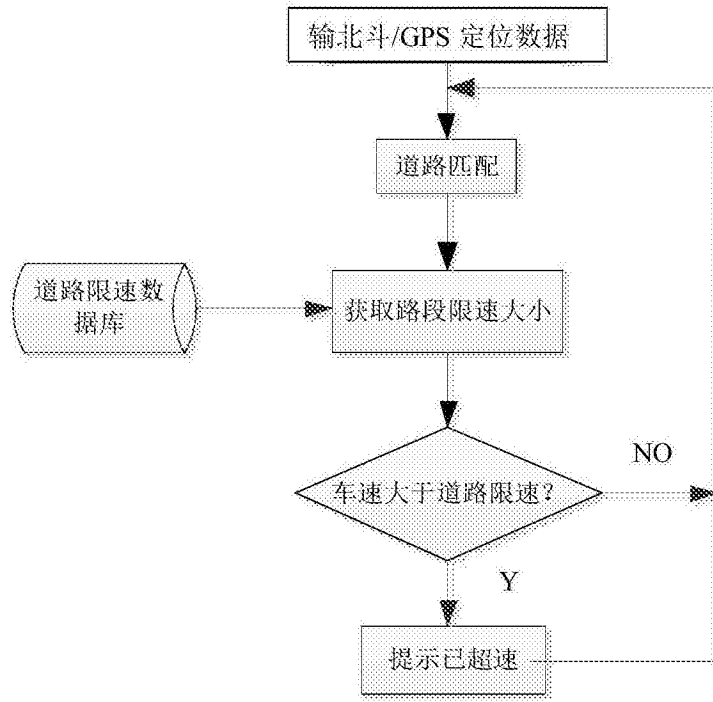 输北斗/GPS 定位数据
道路匹配
道路限速数
据库
获取路段限速大小
车速大于道路限速？
NO
Y
提示已超速